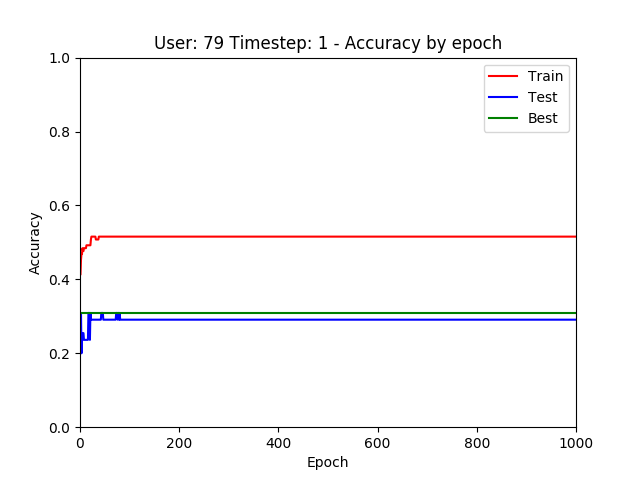 User: 79 Timestep: 1 - Accuracy by epoch
1.0
0.8
0.6
0.4
0.2
0.0
Accuracy
Train
Test
Best
0 200 400 600 800 1000
Epoch